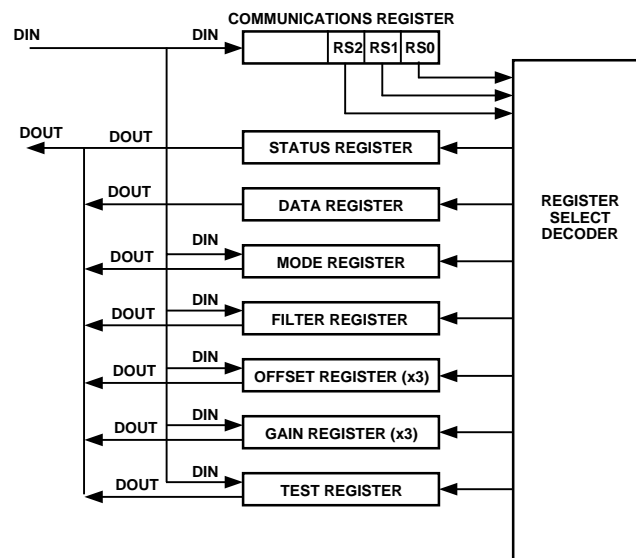 COMMUNICATIONS REGISTER
DIN
DIN
RS2 RS1 RS0
DOUT
DOUT
STATUS REGISTER
DOUT
DATA REGISTER
REGISTER
SELECT
DECODER
DIN
DOUT
MODE REGISTER
DIN
DOUT
FILTER REGISTER
DIN
DOUT
OFFSET REGISTER (x3)
DIN
DOUT
GAIN REGISTER (x3)
DIN
DOUT
TEST REGISTER